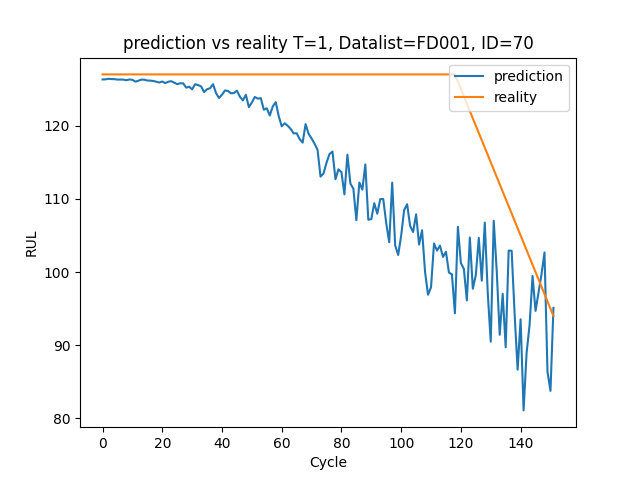 prediction vs reality T=1, Datalist=FD001, ID=70
prediction
reality
RUL
120
110
100
90
80
0 20 40 60 80 100 120 140
Cycle